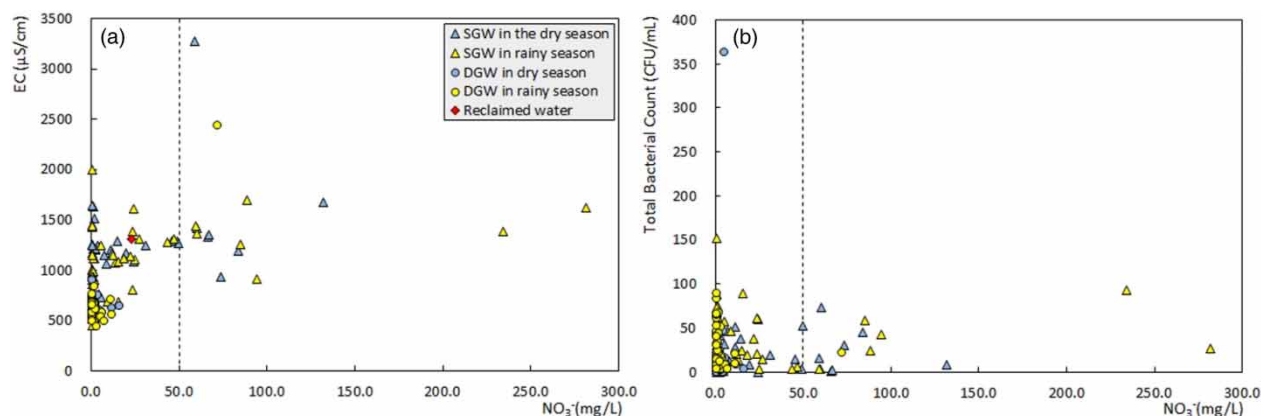 (a)
EC (μS/cm)
3500
3000
2500
2000
1500
1000
500
0
0.0 50.0 100.0 150.0 200.0 250.0 300.0
NO₃⁻(mg/L)
SGW in the dry season
SGW in rainy season
DGW in dry season
DGW in rainy season
Reclaimed water
(b)
Total Bacterial Count (CFU/mL)
400
350
300
250
200
150
100
50
0
0.0 50.0 100.0 150.0 200.0 250.0 300.0
NO₃⁻(mg/L)